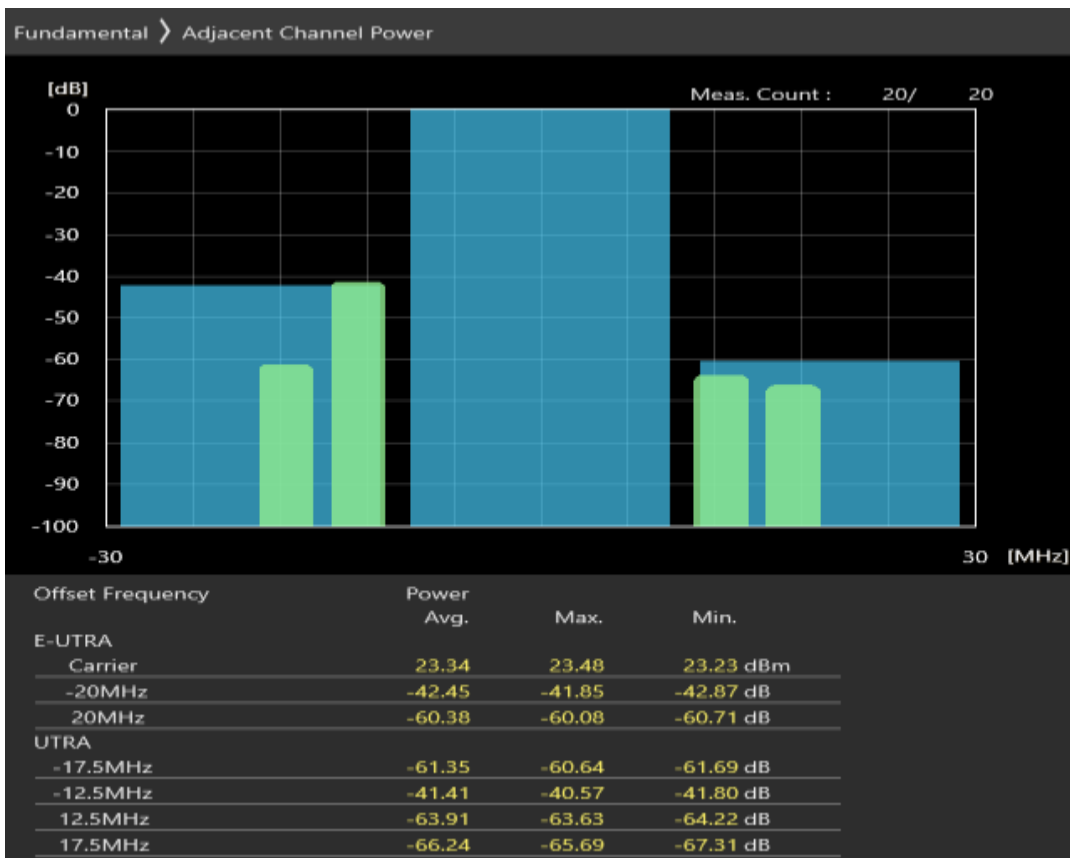 Fundamental 〉 Adjacent Channel Power
[dB]
Meas. Count : 20/ 20
0
-10
-20
-30
-40
-50
-60
-70
-80
-90
-100
-30 30 [MHz]
Offset Frequency Power
Avg. Max. Min.
E-UTRA
Carrier 23.34 23.48 23.23 dBm
-20MHz -42.45 -41.85 -42.87 dB
20MHz -60.38 -60.08 -60.71 dB
UTRA
-17.5MHz -61.35 -60.64 -61.69 dB
-12.5MHz -41.41 -40.57 -41.80 dB
12.5MHz -63.91 -63.63 -64.22 dB
17.5MHz -66.24 -65.69 -67.31 dB